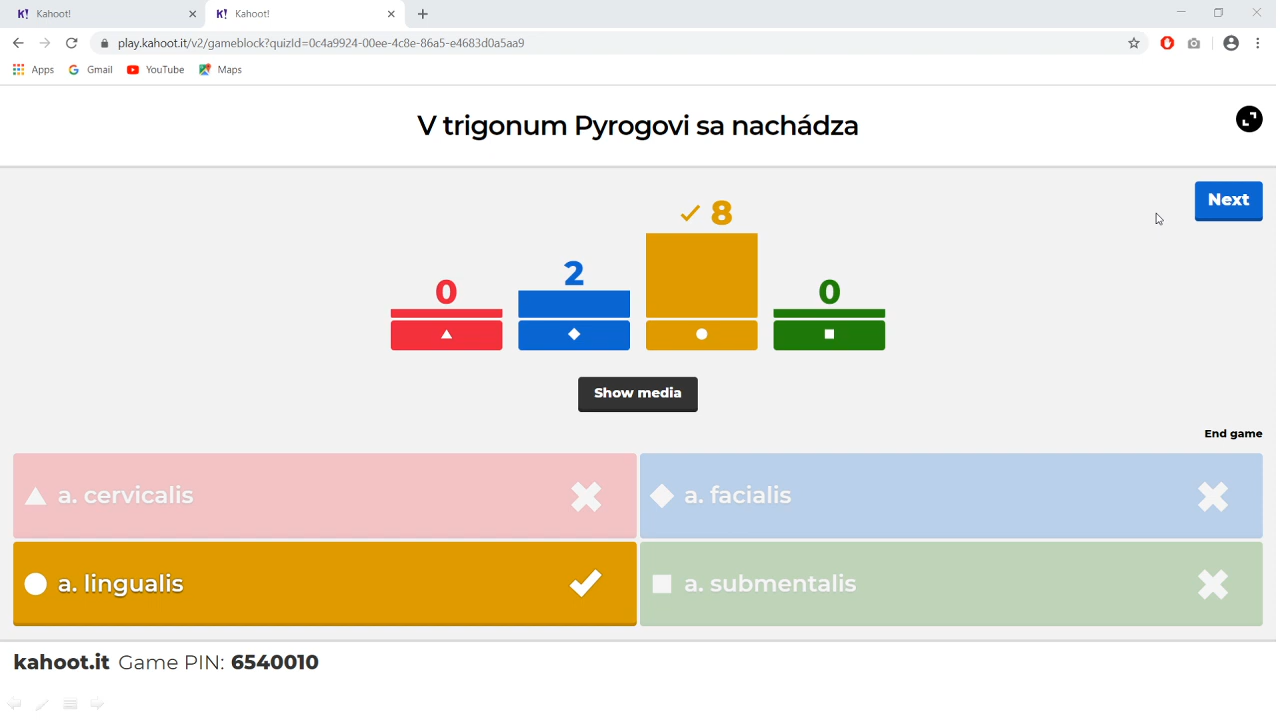 K! Kahoot!
K! Kahoot!
play.kahoot.it/v2/gameblock?quizId=0c4a9924-00ee-4c8e-86a5-e4683d0a5aa9
Apps Gmail YouTube Maps
V trigonum Pyrogovi sa nachádza
Next
0 2 8 0
Show media
End game
a. cervicalis
a. facialis
a. lingualis
a. submentalis
kahoot.it Game PIN: 6540010